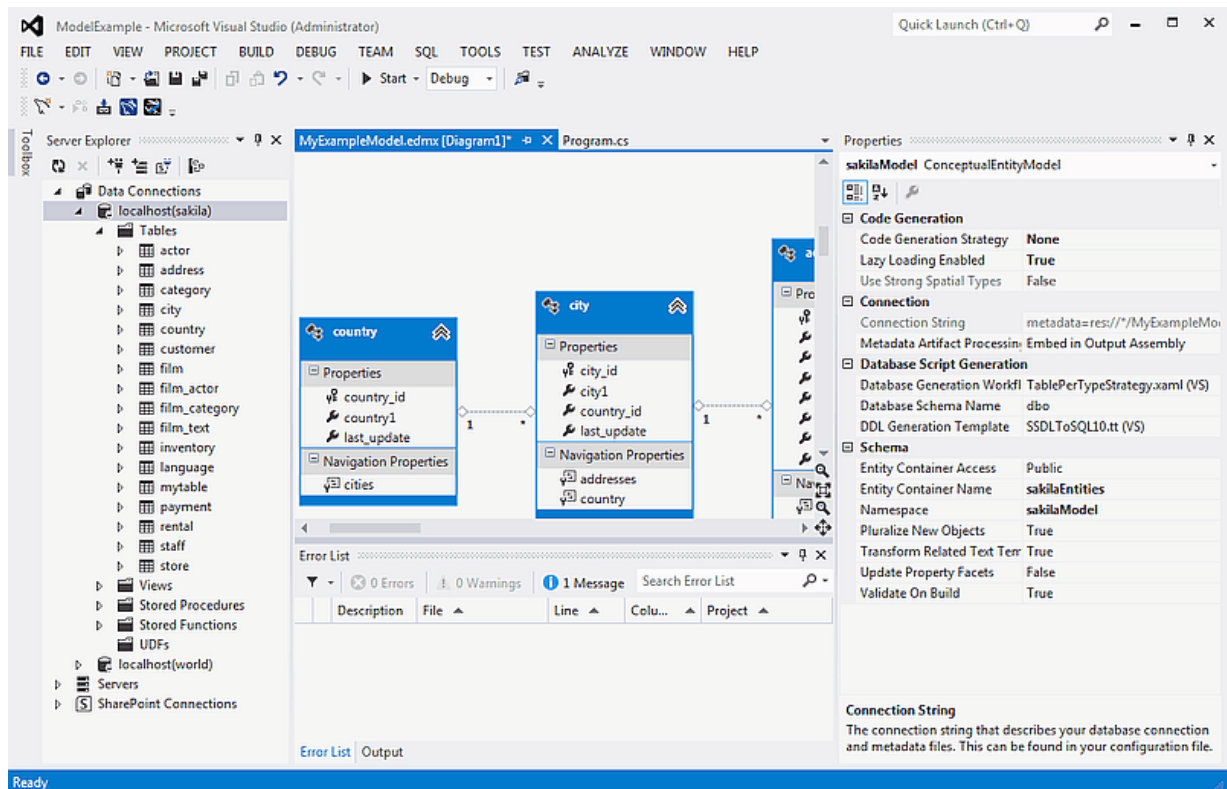 ModelExample - Microsoft Visual Studio (Administrator)
Quick Launch (Ctrl+Q)
FILE EDIT VIEW PROJECT BUILD DEBUG TEAM SQL TOOLS TEST ANALYZE WINDOW HELP
Start Debug
Toolbox
Server Explorer
Data Connections
localhost(sakila)
Tables
actor
address
category
city
country
customer
film
film_actor
film_category
film_text
inventory
language
mytable
payment
rental
staff
store
Views
Stored Procedures
Stored Functions
UDFs
localhost(world)
Servers
SharePoint Connections
MyExampleModel.edmx [Diagram1]* Program.cs
country
Properties
country_id
country1
last_update
Navigation Properties
cities
1 *
city
Properties
city_id
city1
country_id
last_update
Navigation Properties
addresses
country
1 *
Pro
Error List
0 Errors 0 Warnings 1 Message Search Error List
Description File Line Colu... Project
Error List Output
Properties
sakilaModel ConceptualEntityModel
Code Generation
Code Generation Strategy None
Lazy Loading Enabled True
Use Strong Spatial Types False
Connection
Connection String metadata=res://*/MyExampleMo
Metadata Artifact Processin Embed in Output Assembly
Database Script Generation
Database Generation Workfl TablePerTypeStrategy.xaml (VS)
Database Schema Name dbo
DDL Generation Template SSDLToSQL10.tt (VS)
Schema
Entity Container Access Public
Entity Container Name sakilaEntities
Namespace sakilaModel
Pluralize New Objects True
Transform Related Text Tem True
Update Property Facets False
Validate On Build True
Connection String
The connection string that describes your database connection
and metadata files. This can be found in your configuration file.
Ready